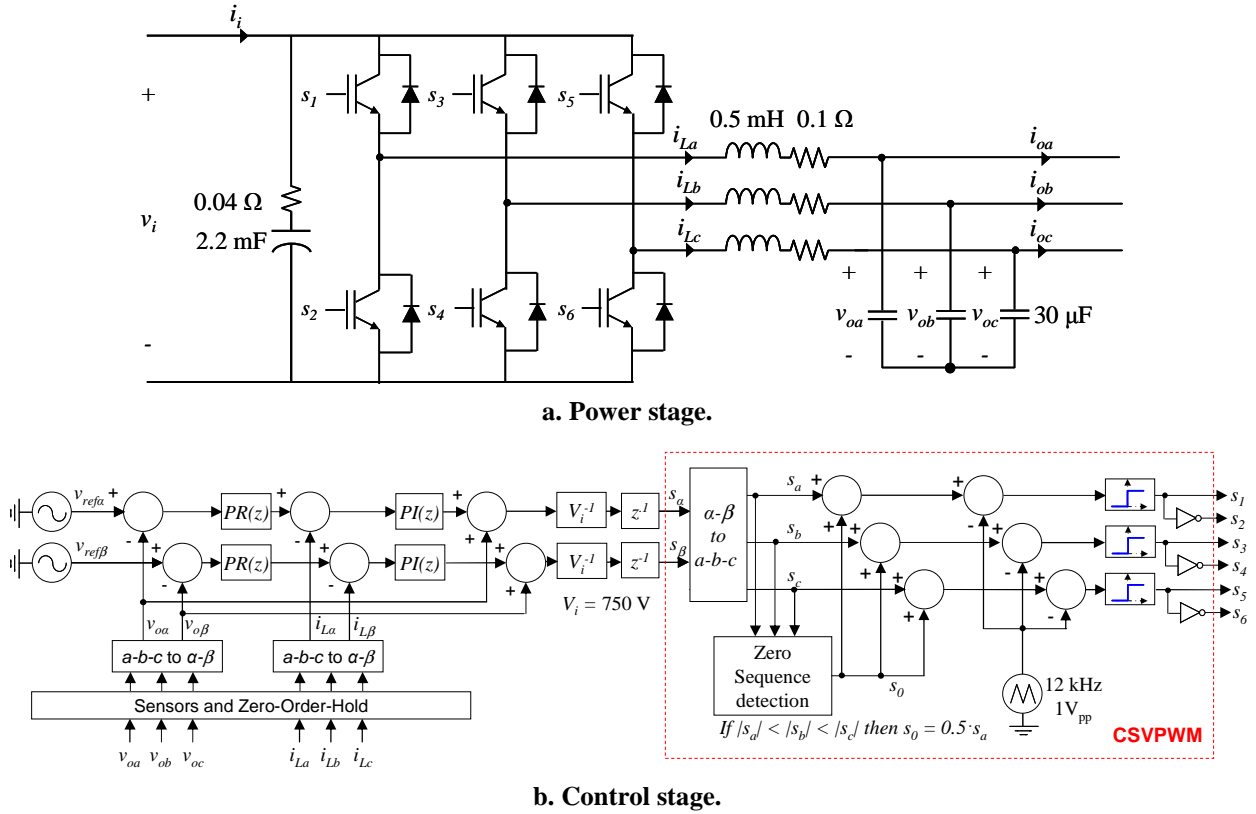 i_i
+
s_1
s_3
s_5
0.5 mH 0.1 Ω
i_La
i_oa
0.04 Ω
i_Lb
i_ob
v_i
2.2 mF
i_Lc
i_oc
+ + +
s_2
s_4
s_6
v_oa
v_ob
v_oc
30 μF
-
- - -
a. Power stage.
v_refα + - PR(z) + - PI(z) + + V_i^-1 z^-1 s_α
v_refβ + - PR(z) + - PI(z) + + V_i^-1 z^-1 s_β
V_i = 750 V
v_oα v_oβ
i_Lα i_Lβ
a-b-c to α-β
a-b-c to α-β
Sensors and Zero-Order-Hold
v_oa v_ob v_oc
i_La i_Lb i_Lc
α-β
to
a-b-c
s_a + + + - s_1
s_2
s_b + + + - s_3
s_4
s_c + + + - s_5
s_6
Zero
Sequence
detection
s_0
12 kHz
1V_pp
If |s_a| < |s_b| < |s_c| then s_0 = 0.5·s_a
CSVPWM
b. Control stage.